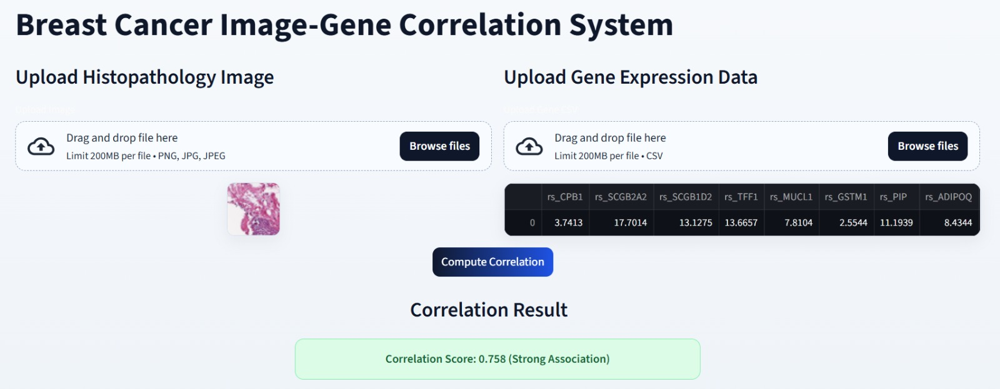 Breast Cancer Image-Gene Correlation System
Upload Histopathology Image
Upload Gene Expression Data
Drag and drop file here
Limit 200MB per file • PNG, JPG, JPEG
Browse files
Drag and drop file here
Limit 200MB per file • CSV
Browse files
rs_CPB1 rs_SCGB2A2 rs_SCGB1D2 rs_TFF1 rs_MUCL1 rs_GSTM1 rs_PIP rs_ADIPOQ
0 3.7413 17.7014 13.1275 13.6657 7.8104 2.5544 11.1939 8.4344
Compute Correlation
Correlation Result
Correlation Score: 0.758 (Strong Association)